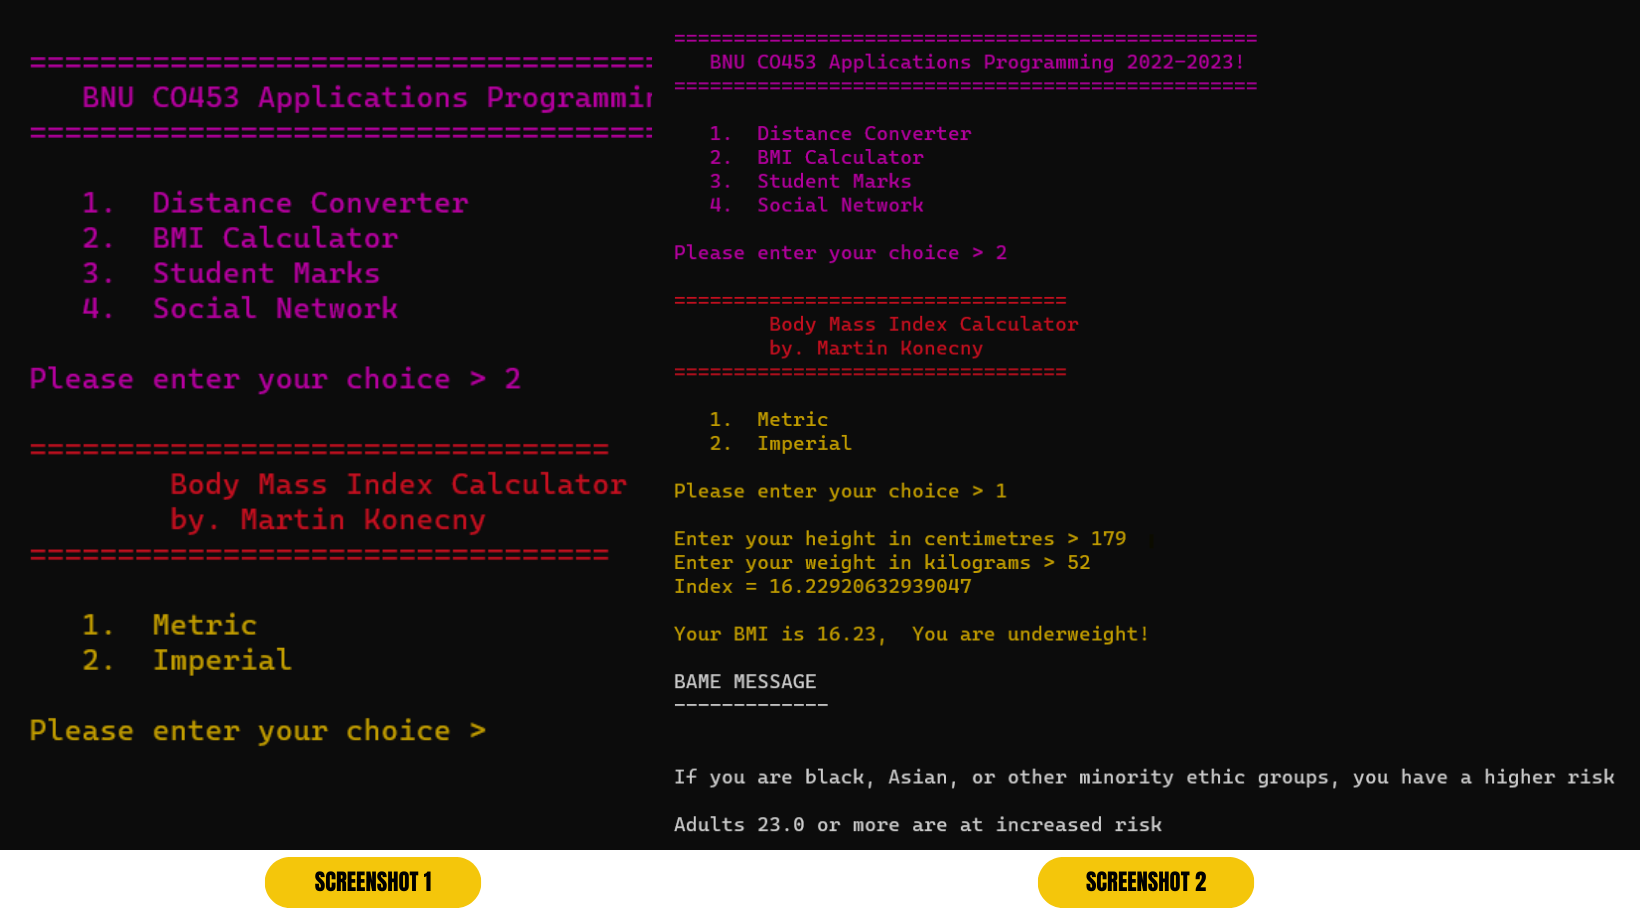 =====================================
BNU CO453 Applications Programmin
=====================================
1. Distance Converter
2. BMI Calculator
3. Student Marks
4. Social Network
Please enter your choice > 2
=================================
Body Mass Index Calculator
by. Martin Konecny
=================================
1. Metric
2. Imperial
Please enter your choice >
SCREENSHOT 1
=================================================
BNU CO453 Applications Programming 2022-2023!
=================================================
1. Distance Converter
2. BMI Calculator
3. Student Marks
4. Social Network
Please enter your choice > 2
=================================
Body Mass Index Calculator
by. Martin Konecny
=================================
1. Metric
2. Imperial
Please enter your choice > 1
Enter your height in centimetres > 179
Enter your weight in kilograms > 52
Index = 16.22920632939047
Your BMI is 16.23, You are underweight!
BAME MESSAGE
-------------
If you are black, Asian, or other minority ethic groups, you have a higher risk
Adults 23.0 or more are at increased risk
SCREENSHOT 2